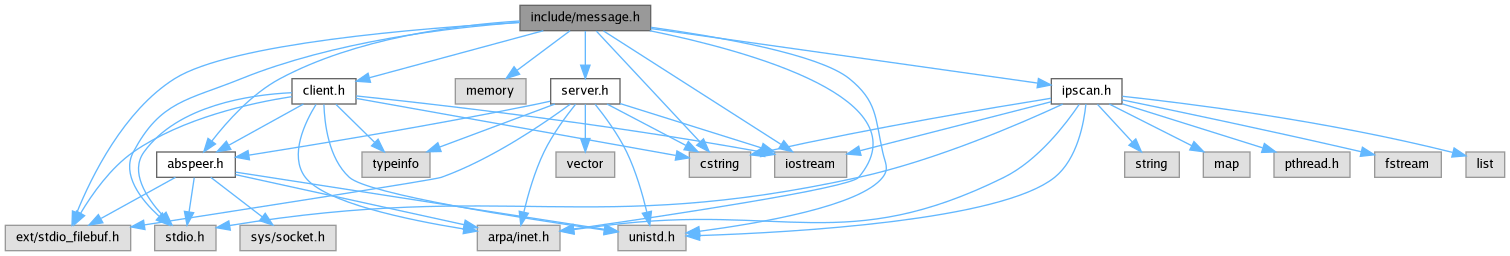 include/message.h
client.h
memory
server.h
ipscan.h
abspeer.h
typeinfo
vector
cstring
iostream
string
map
pthread.h
fstream
list
ext/stdio_filebuf.h
stdio.h
sys/socket.h
arpa/inet.h
unistd.h